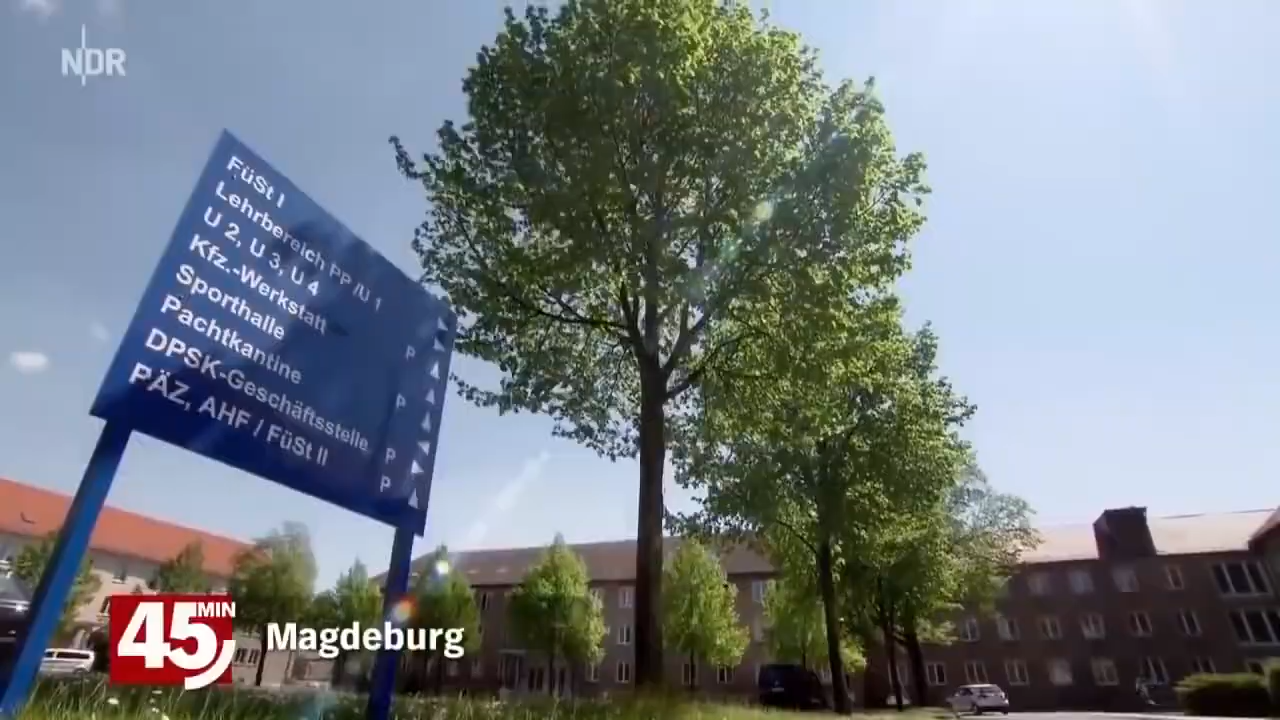 NDR
FüSt I
Lehrbereich PP /U 1
U 2, U 3, U 4
Kfz.-Werkstatt
Sporthalle P
Pachtkantine
DPSK-Geschäftsstelle P
PÄZ, AHF / FüSt II P
P
45 MIN
Magdeburg